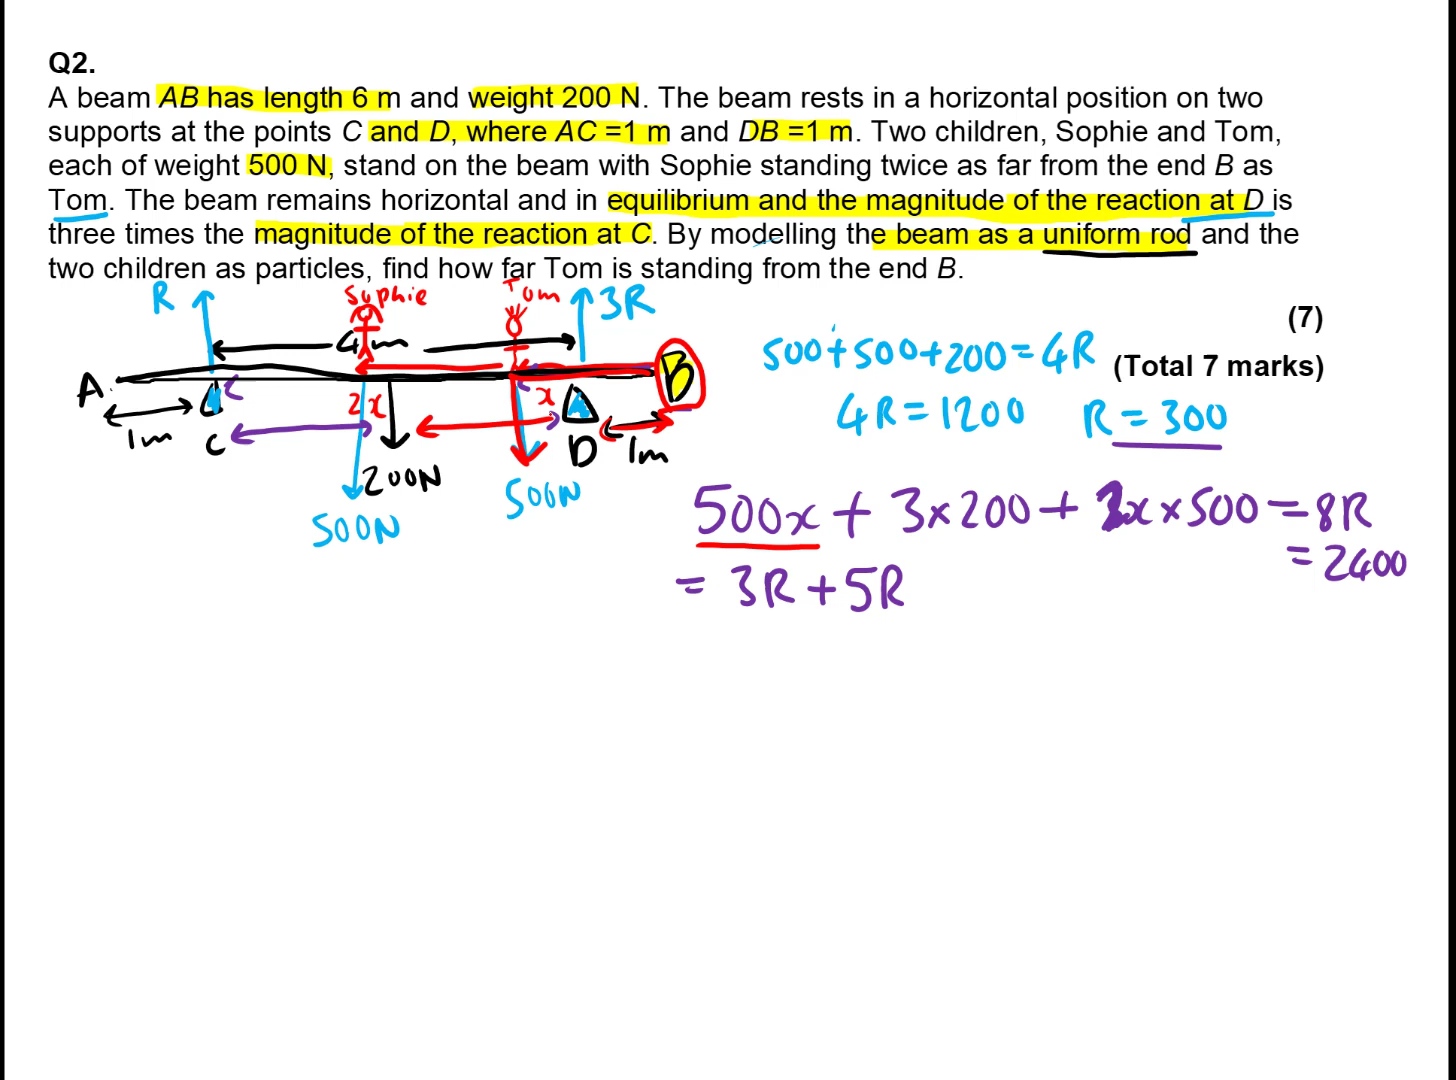 Q2.
A beam AB has length 6 m and weight 200 N. The beam rests in a horizontal position on two
supports at the points C and D, where AC =1 m and DB =1 m. Two children, Sophie and Tom,
each of weight 500 N, stand on the beam with Sophie standing twice as far from the end B as
Tom. The beam remains horizontal and in equilibrium and the magnitude of the reaction at D is
three times the magnitude of the reaction at C. By modelling the beam as a uniform rod and the
two children as particles, find how far Tom is standing from the end B.
(7)
(Total 7 marks)
R
Sophie
Tom
3R
4m
A
B
2x
x
1m
C
D
1m
200N
500N
500N
500+500+200=4R
4R=1200
R=300
500x + 3×200 + 2x×500 = 8R
= 2400
= 3R+5R